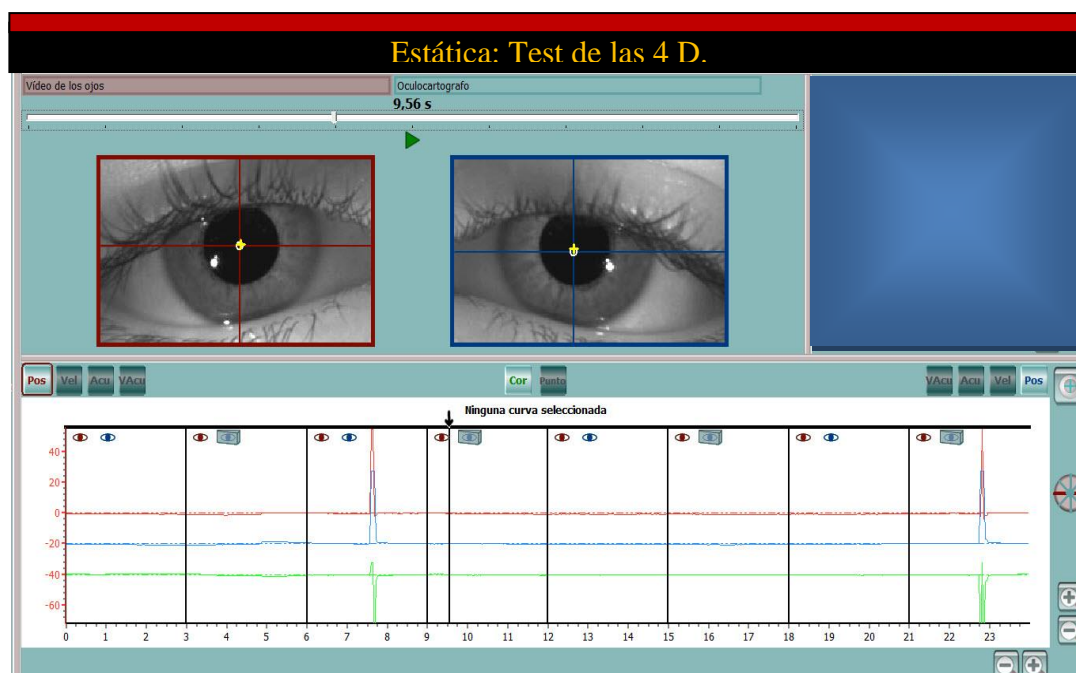 Estática: Test de las 4 D.
Vídeo de los ojos
Oculocartografo
9,56 s
Pos Vel Acu VAcu
Cor Punto
VAcu Acu Vel Pos
Ninguna curva seleccionada
40
20
0
-20
-40
-60
0 1 2 3 4 5 6 7 8 9 10 11 12 13 14 15 16 17 18 19 20 21 22 23